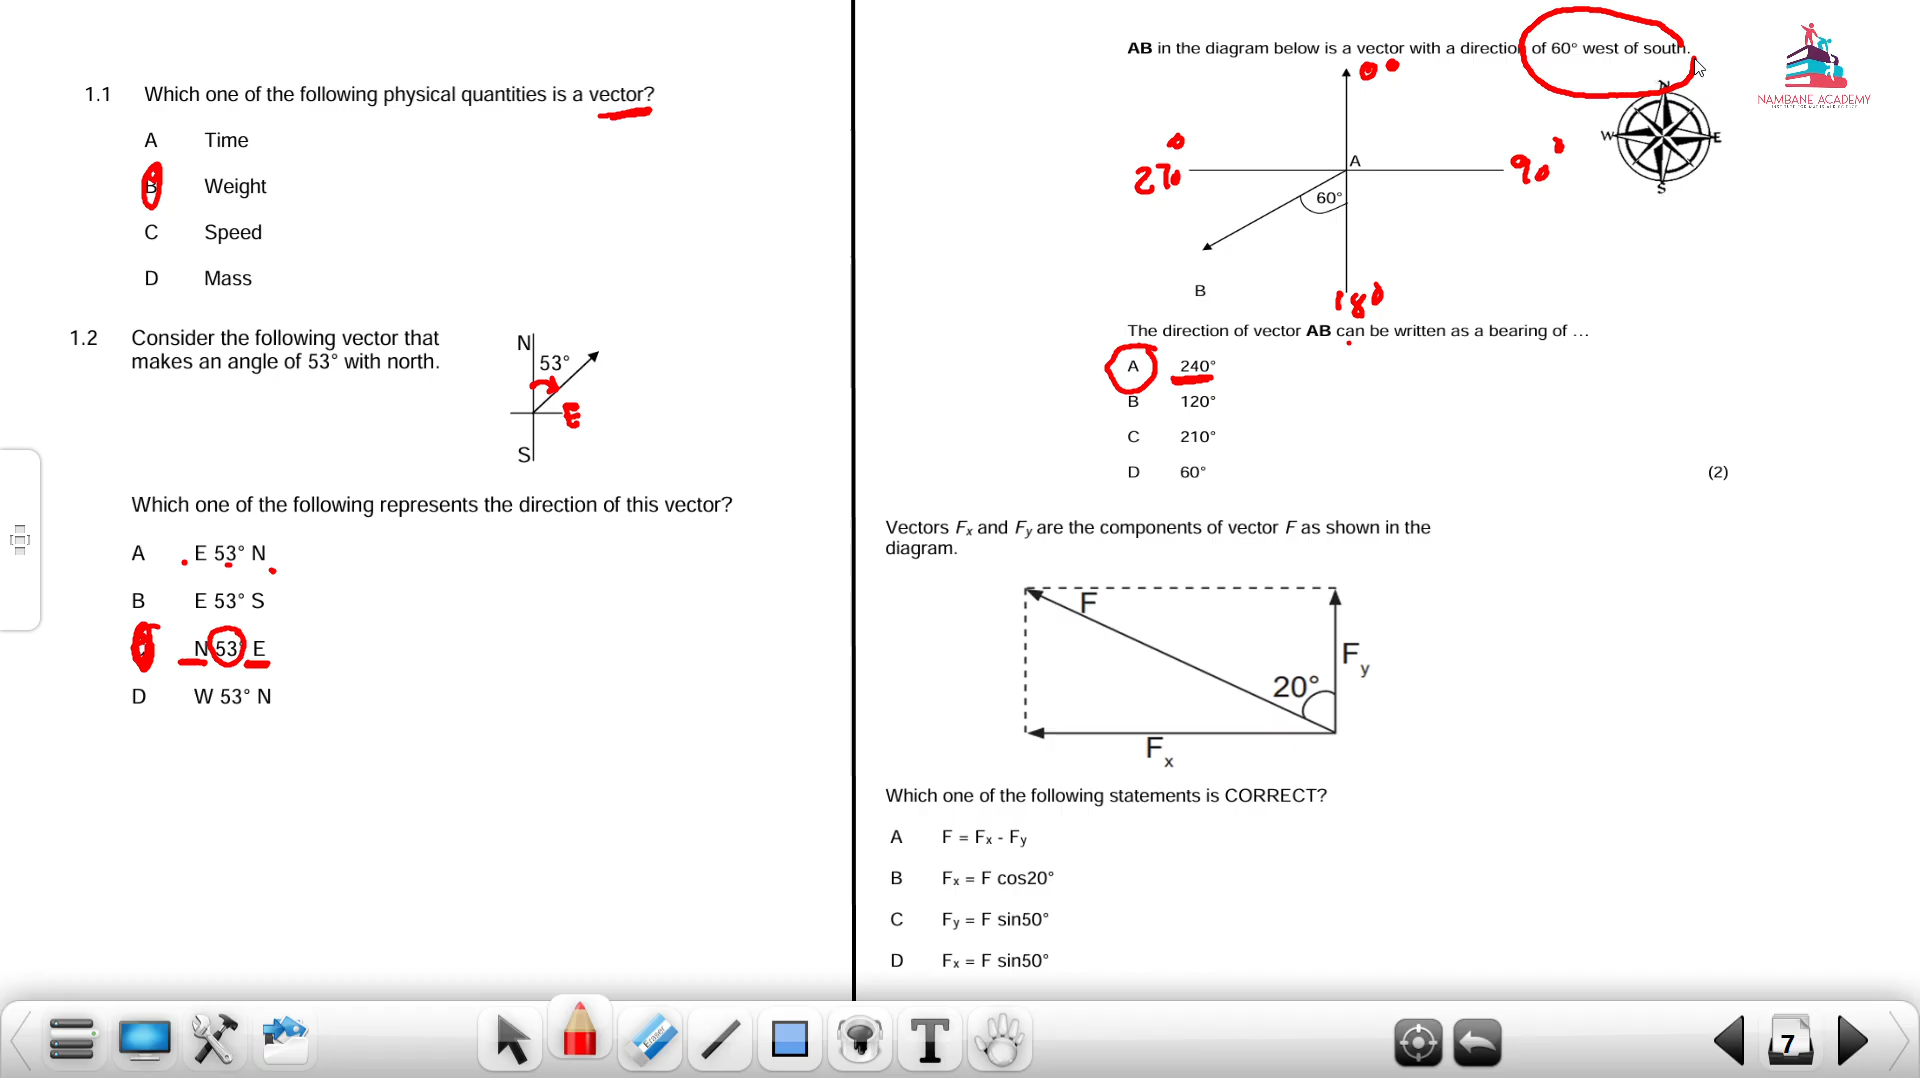 1.1 Which one of the following physical quantities is a vector?
A Time
B Weight
C Speed
D Mass
1.2 Consider the following vector that
makes an angle of 53° with north.
N
53°
E
S
Which one of the following represents the direction of this vector?
A E 53° N
B E 53° S
N 53° E
D W 53° N
AB in the diagram below is a vector with a direction of 60° west of south.
0°
A
270°
90°
60°
B
180
N
W
E
S
NAMBANE ACADEMY
The direction of vector AB can be written as a bearing of …
A 240°
B 120°
C 210°
D 60°
(2)
Vectors Fx and Fy are the components of vector F as shown in the
diagram.
F
Fy
20°
Fx
Which one of the following statements is CORRECT?
A F = Fx - Fy
B Fx = F cos20°
C Fy = F sin50°
D Fx = F sin50°
Eraser
T
7